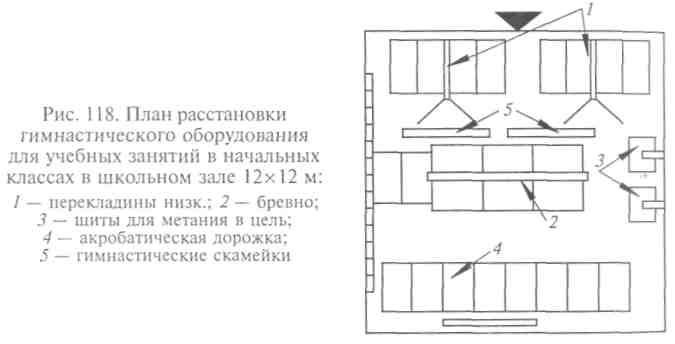 Рис. 118. План расстановки
гимнастического оборудования
для учебных занятий в начальных
классах в школьном зале 12×12 м:
1 — перекладины низк.; 2 — бревно;
3 — щиты для метания в цель;
4 — акробатическая дорожка;
5 — гимнастические скамейки
1
5
3
2
4